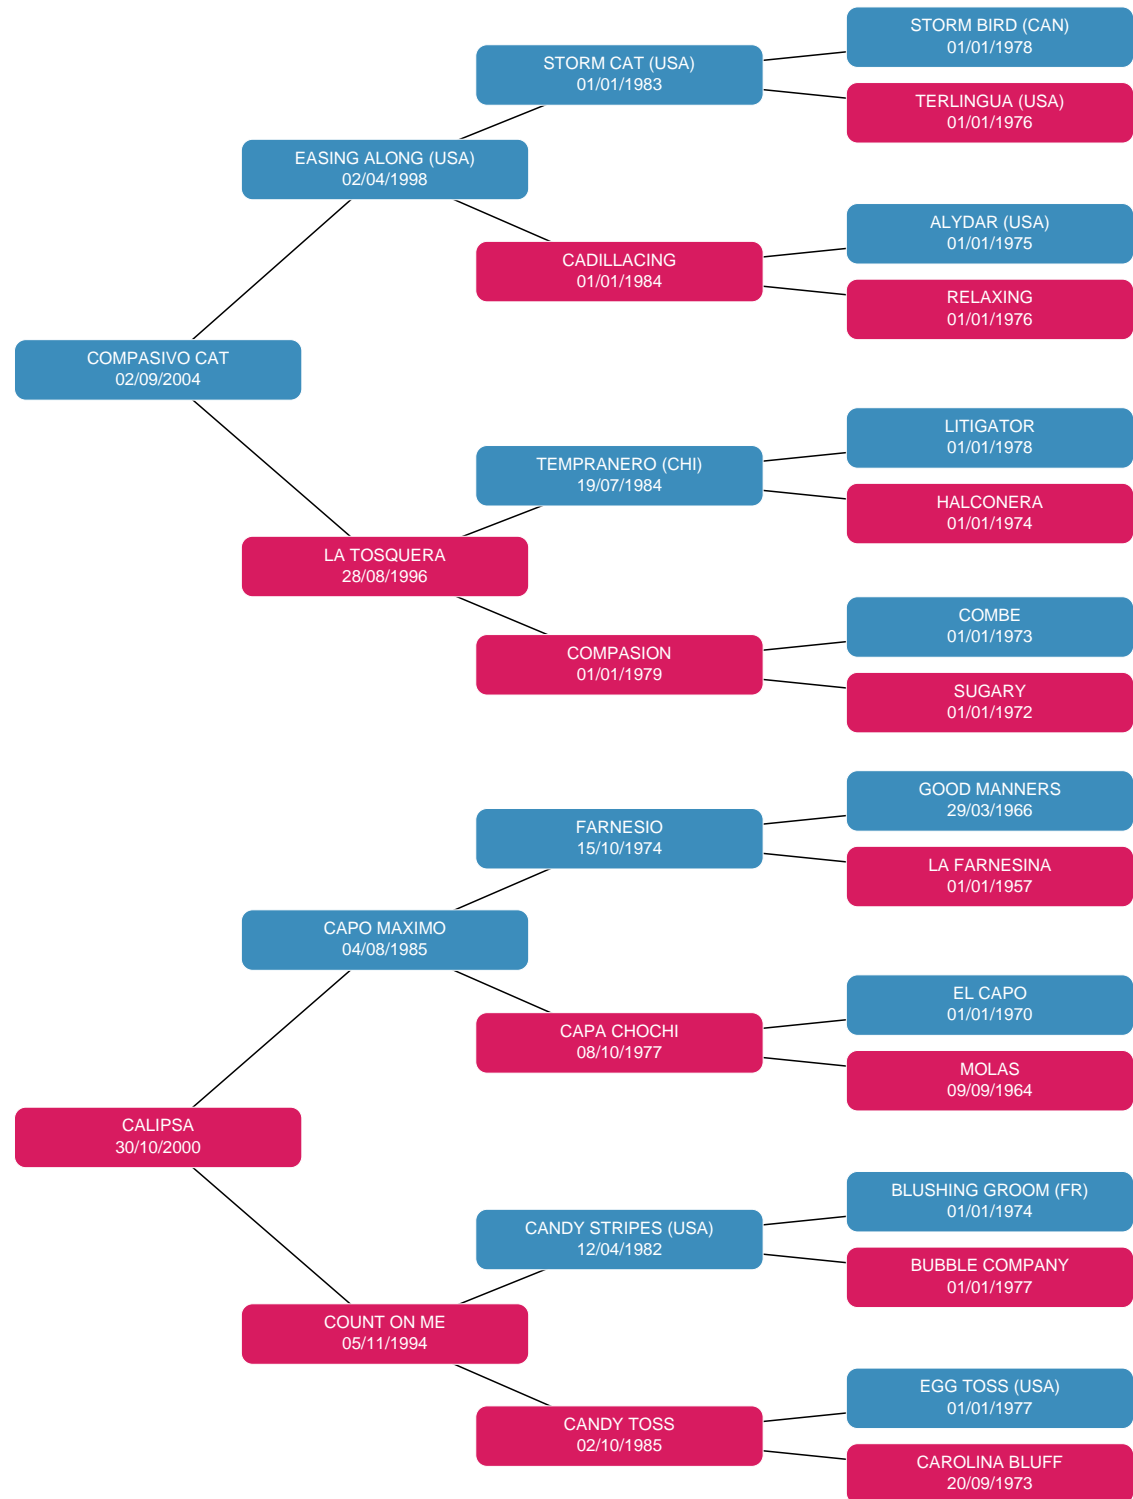 STORM BIRD (CAN)
01/01/1978
STORM CAT (USA)
01/01/1983
TERLINGUA (USA)
01/01/1976
EASING ALONG (USA)
02/04/1998
ALYDAR (USA)
01/01/1975
CADILLACING
01/01/1984
RELAXING
01/01/1976
COMPASIVO CAT
02/09/2004
LITIGATOR
01/01/1978
TEMPRANERO (CHI)
19/07/1984
HALCONERA
01/01/1974
LA TOSQUERA
28/08/1996
COMBE
01/01/1973
COMPASION
01/01/1979
SUGARY
01/01/1972
GOOD MANNERS
29/03/1966
FARNESIO
15/10/1974
LA FARNESINA
01/01/1957
CAPO MAXIMO
04/08/1985
EL CAPO
01/01/1970
CAPA CHOCHI
08/10/1977
MOLAS
09/09/1964
CALIPSA
30/10/2000
BLUSHING GROOM (FR)
01/01/1974
CANDY STRIPES (USA)
12/04/1982
BUBBLE COMPANY
01/01/1977
COUNT ON ME
05/11/1994
EGG TOSS (USA)
01/01/1977
CANDY TOSS
02/10/1985
CAROLINA BLUFF
20/09/1973